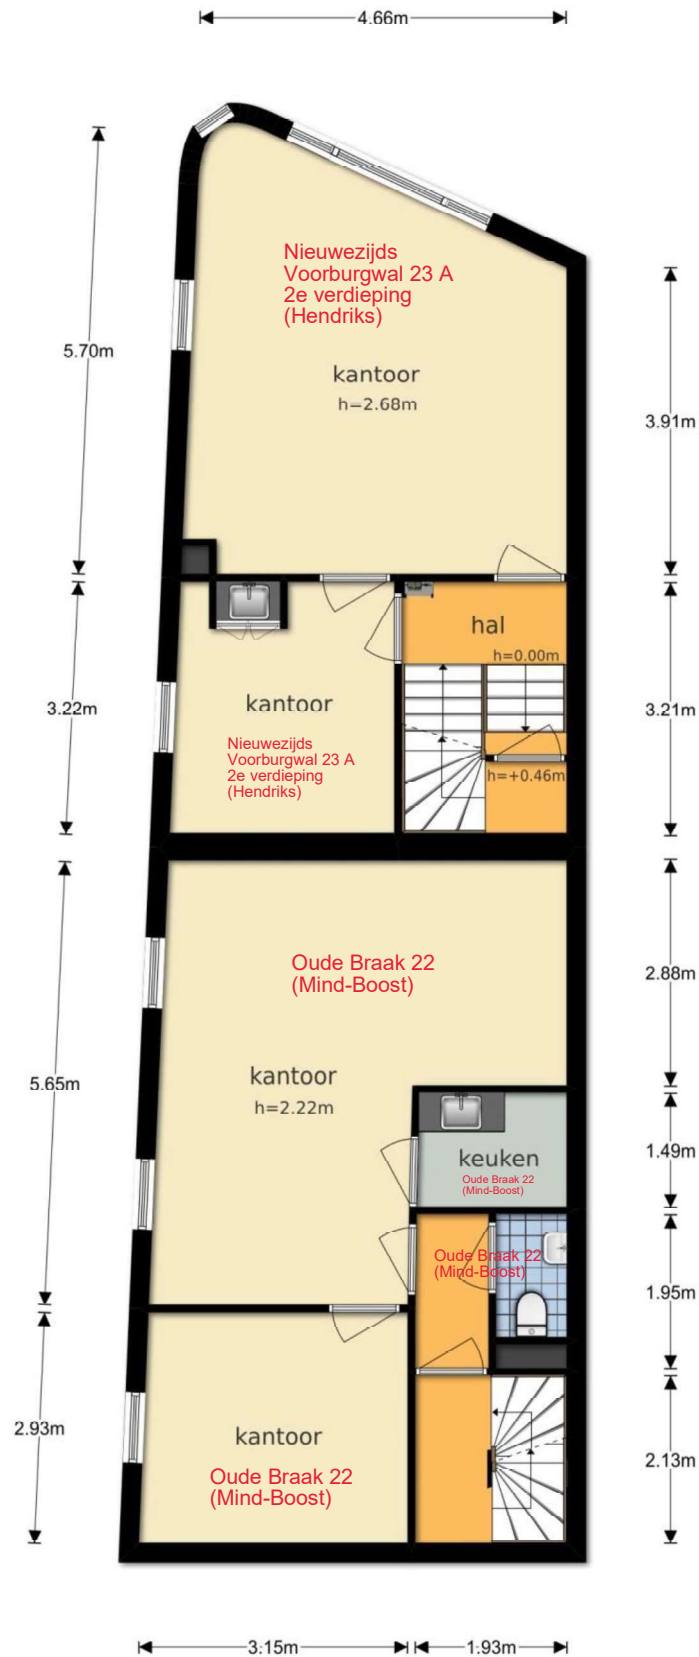 4.66m
Nieuwezijds
Voorburgwal 23 A
2e verdieping
(Hendriks)
5.70m
kantoor
h=2.68m
3.91m
hal
h=0.00m
kantoor
3.22m
3.21m
Nieuwezijds
Voorburgwal 23 A
2e verdieping
(Hendriks)
h=+0.46m
Oude Braak 22
(Mind-Boost)
2.88m
kantoor
h=2.22m
5.65m
keuken
Oude Braak 22
(Mind-Boost)
1.49m
Oude Braak 22
(Mind-Boost)
1.95m
2.93m
kantoor
Oude Braak 22
(Mind-Boost)
2.13m
3.15m
1.93m